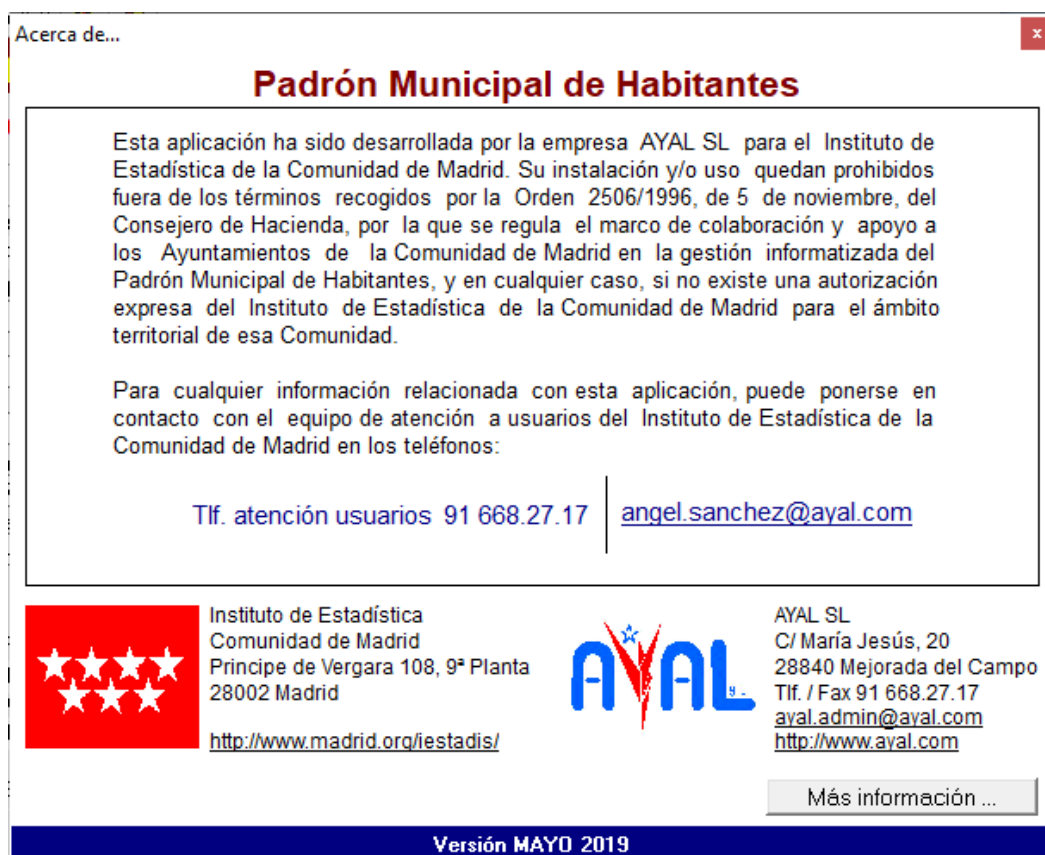 Acerca de...
x
Padrón Municipal de Habitantes
Esta aplicación ha sido desarrollada por la empresa AYAL SL para el Instituto de
Estadística de la Comunidad de Madrid. Su instalación y/o uso quedan prohibidos
fuera de los términos recogidos por la Orden 2506/1996, de 5 de noviembre, del
Consejero de Hacienda, por la que se regula el marco de colaboración y apoyo a
los Ayuntamientos de la Comunidad de Madrid en la gestión informatizada del
Padrón Municipal de Habitantes, y en cualquier caso, si no existe una autorización
expresa del Instituto de Estadística de la Comunidad de Madrid para el ámbito
territorial de esa Comunidad.
Para cualquier información relacionada con esta aplicación, puede ponerse en
contacto con el equipo de atención a usuarios del Instituto de Estadística de la
Comunidad de Madrid en los teléfonos:
Tlf. atención usuarios 91 668.27.17
angel.sanchez@ayal.com
Instituto de Estadística
Comunidad de Madrid
Principe de Vergara 108, 9ª Planta
28002 Madrid
http://www.madrid.org/iestadis/
AYAL
AYAL SL
C/ María Jesús, 20
28840 Mejorada del Campo
Tlf. / Fax 91 668.27.17
ayal.admin@ayal.com
http://www.ayal.com
Más información ...
Versión MAYO 2019